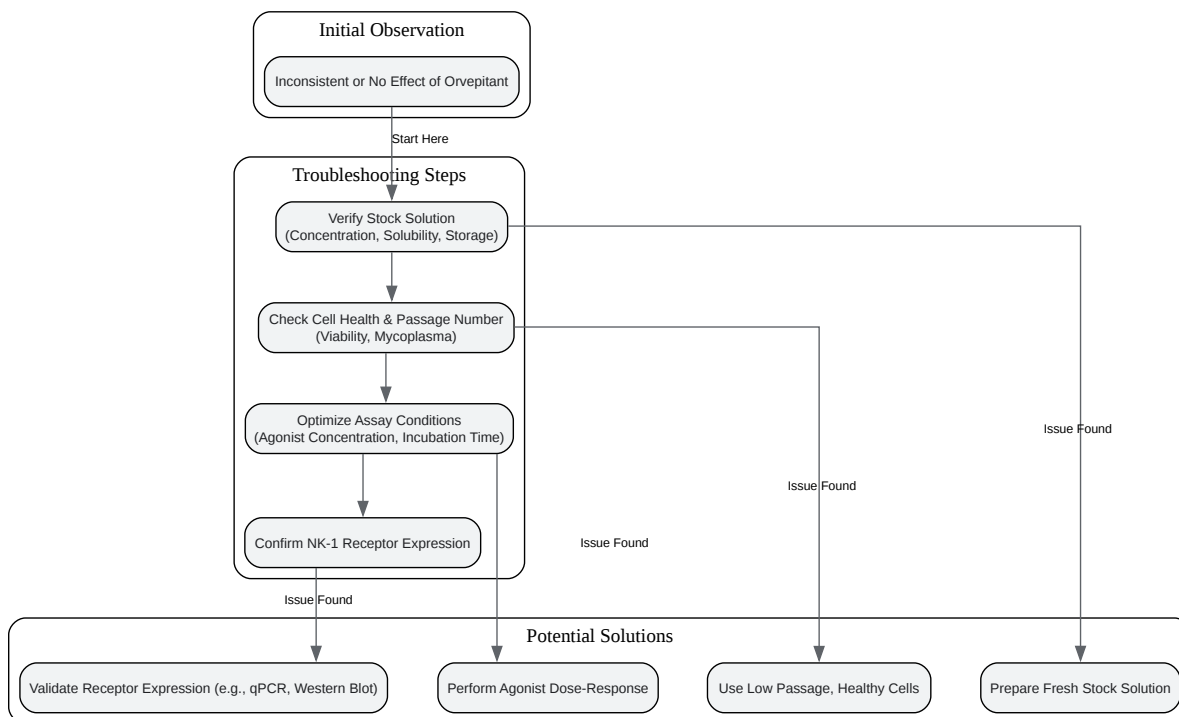 Initial Observation
Inconsistent or No Effect of Orvepitant
Start Here
Troubleshooting Steps
Verify Stock Solution
(Concentration, Solubility, Storage)
Check Cell Health & Passage Number
(Viability, Mycoplasma)
Optimize Assay Conditions
(Agonist Concentration, Incubation Time)
Issue Found
Issue Found
Confirm NK-1 Receptor Expression
Issue Found
Issue Found
Potential Solutions
Validate Receptor Expression (e.g., qPCR, Western Blot)
Perform Agonist Dose-Response
Use Low Passage, Healthy Cells
Prepare Fresh Stock Solution